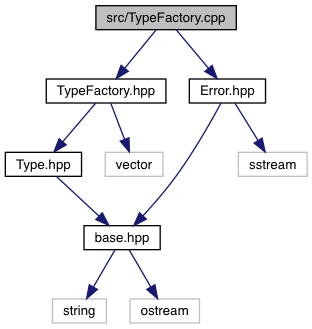 src/TypeFactory.cpp
TypeFactory.hpp
Error.hpp
Type.hpp
vector
sstream
base.hpp
string
ostream